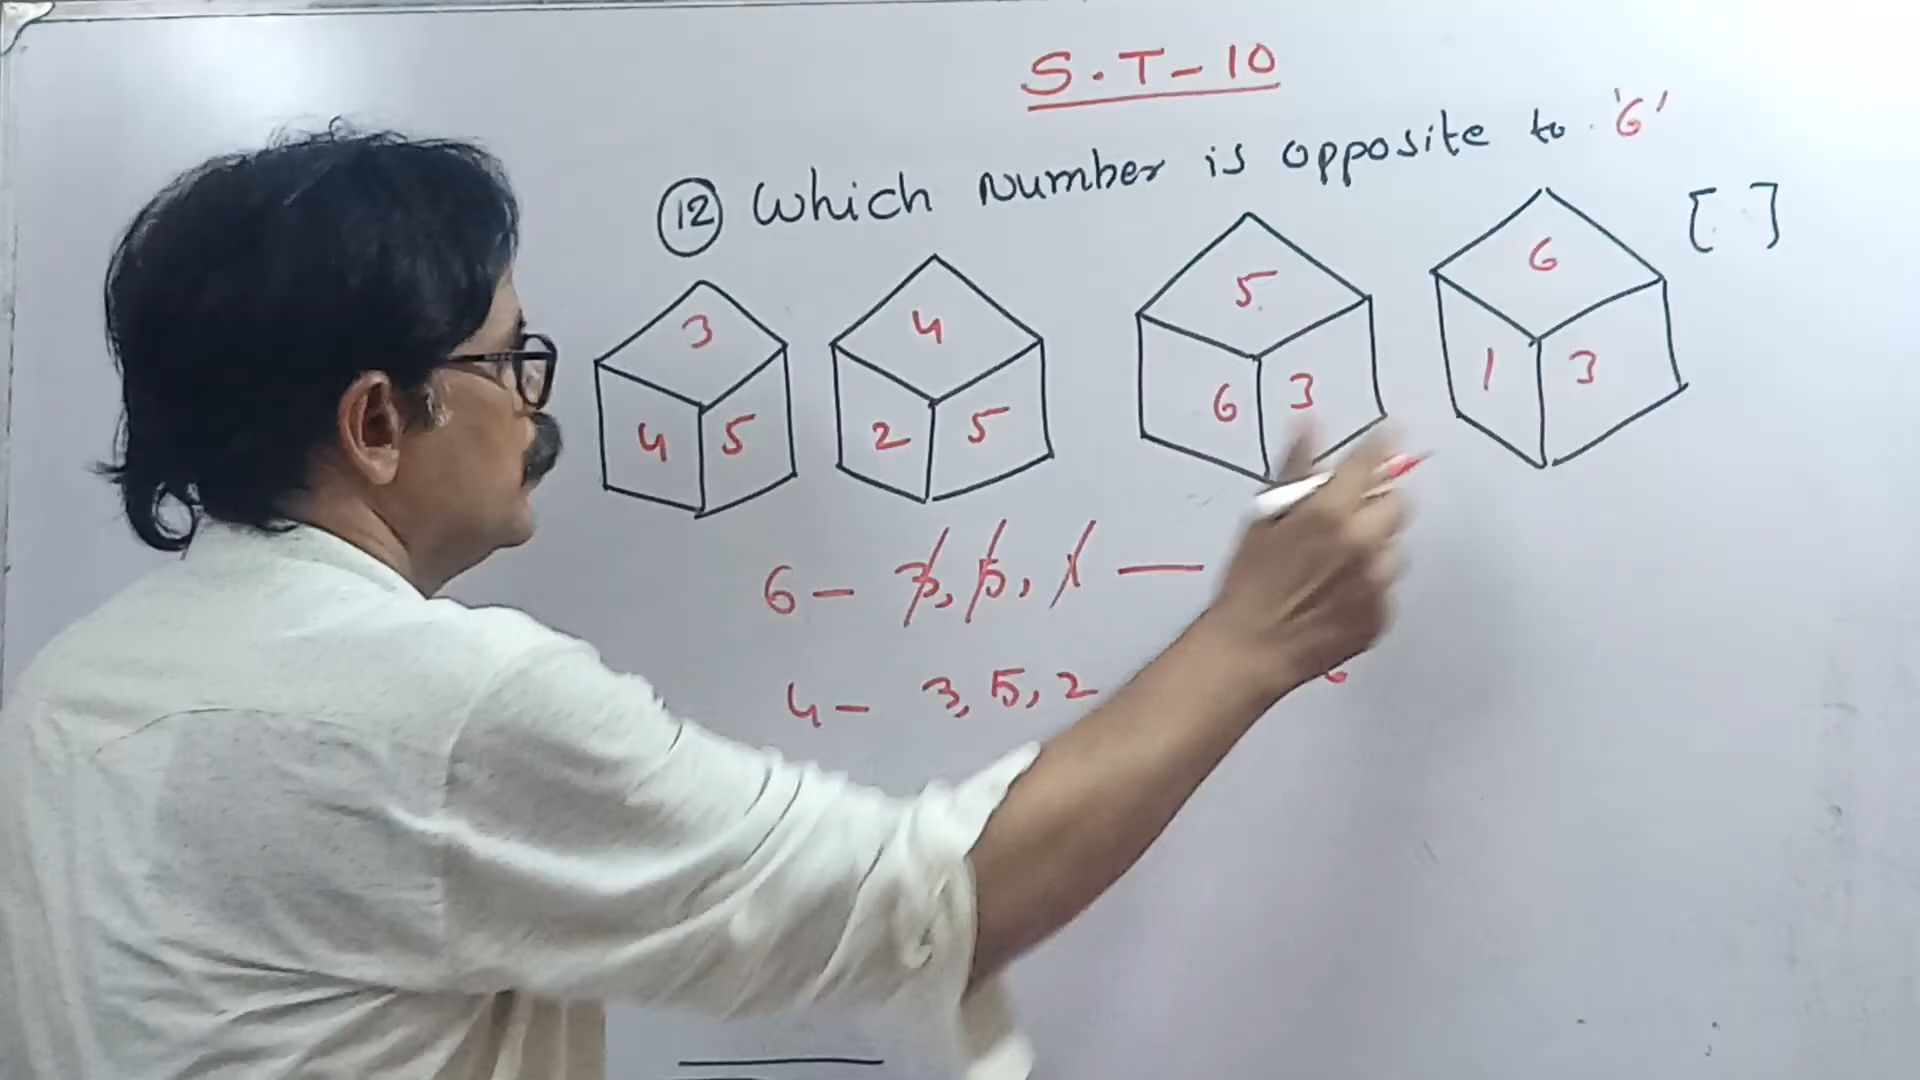 S.T-10
(12) Which number is opposite to '6'
[ ]
3
4 5
4
2 5
5
6 3
6
1 3
6 - 3, 5, 1 —
4 - 3, 5, 2